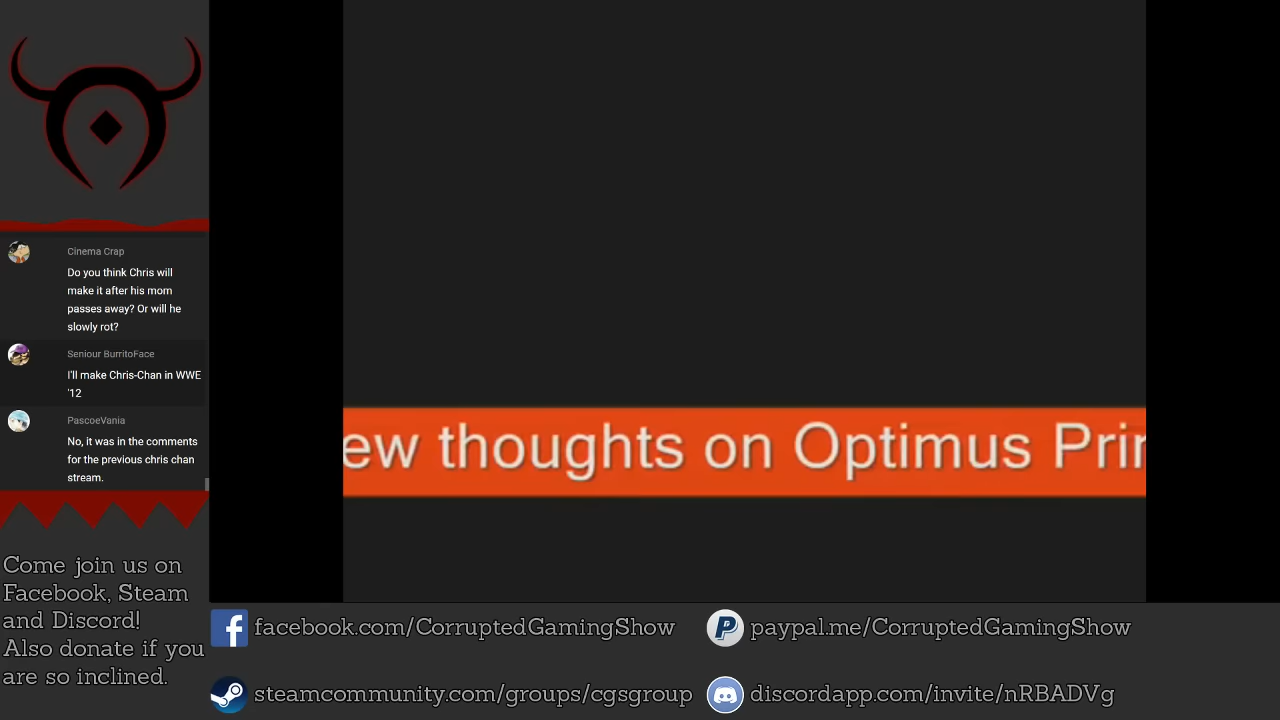 Cinema Crap
Do you think Chris will
make it after his mom
passes away? Or will he
slowly rot?
Seniour BurritoFace
I'll make Chris-Chan in WWE
'12
PascoeVania
No, it was in the comments
for the previous chris chan
stream.
ew thoughts on Optimus Prin
Come join us on
Facebook, Steam
and Discord!
Also donate if you
are so inclined.
facebook.com/CorruptedGamingShow
paypal.me/CorruptedGamingShow
steamcommunity.com/groups/cgsgroup
discordapp.com/invite/nRBADVg